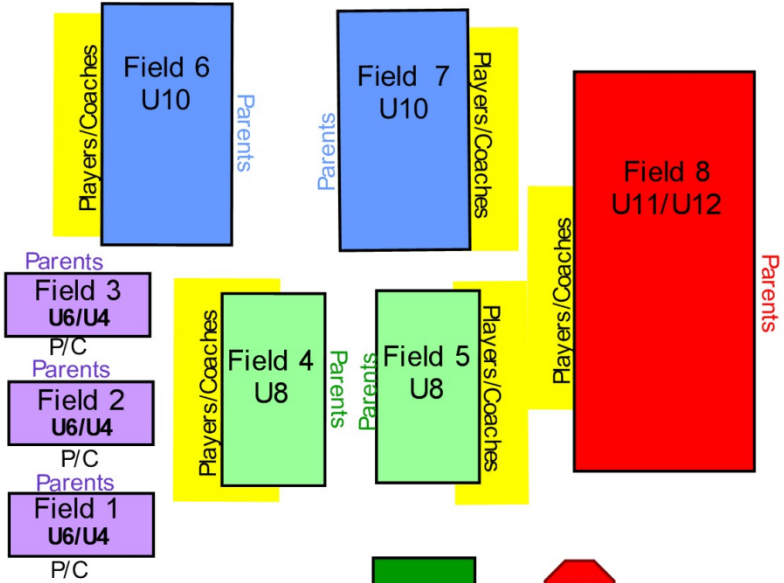 Field 6
U10
Players/Coaches
Parents
Field 7
U10
Parents
Players/Coaches
Field 8
U11/U12
Players/Coaches
Parents
Parents
Field 3
U6/U4
P/C
Parents
Field 2
U6/U4
P/C
Parents
Field 1
U6/U4
P/C
Players/Coaches
Field 4
U8
Parents
Parents
Field 5
U8
Players/Coaches